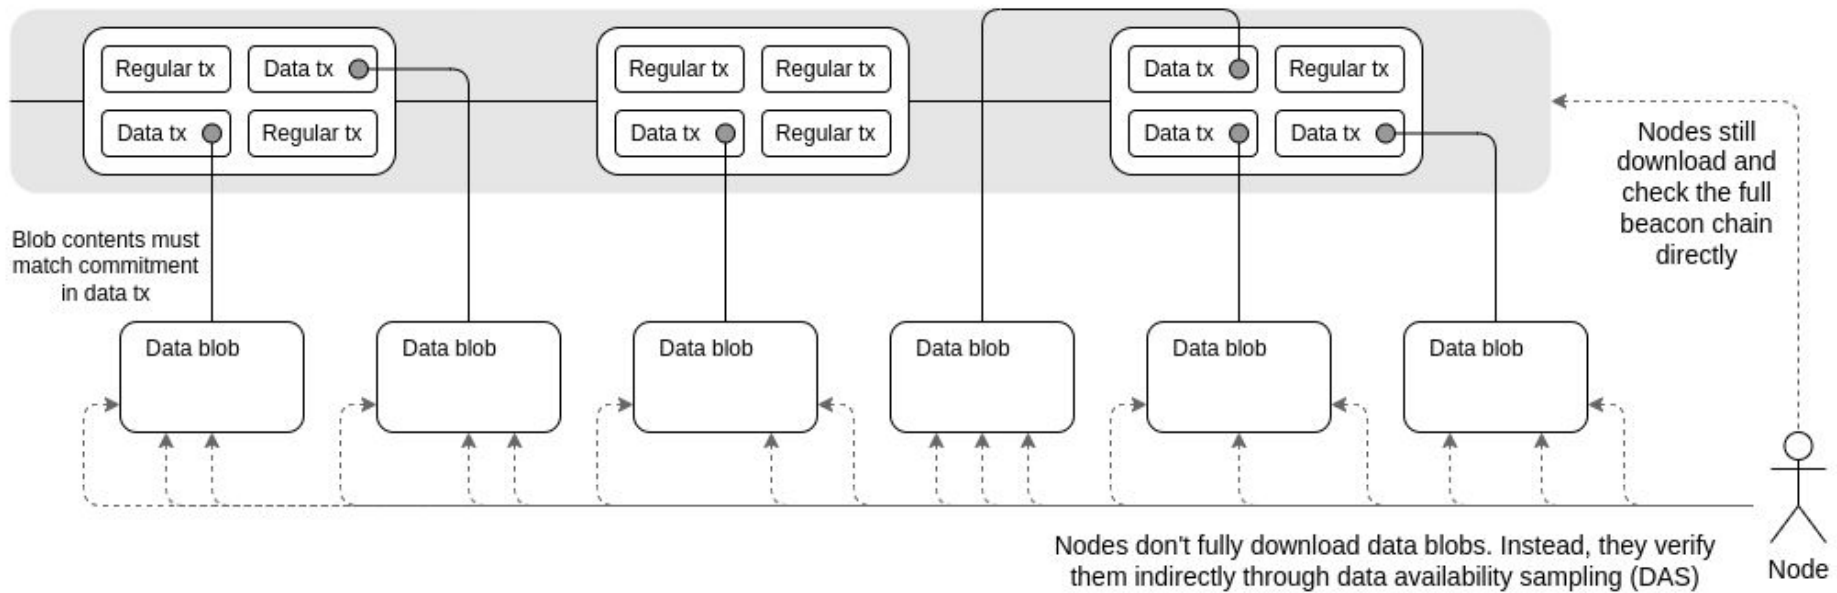 Regular tx
Data tx
Data tx
Regular tx
Regular tx
Regular tx
Data tx
Regular tx
Data tx
Regular tx
Data tx
Data tx
Nodes still
download and
check the full
beacon chain
directly
Blob contents must
match commitment
in data tx
Data blob
Data blob
Data blob
Data blob
Data blob
Data blob
Nodes don't fully download data blobs. Instead, they verify
them indirectly through data availability sampling (DAS)
Node